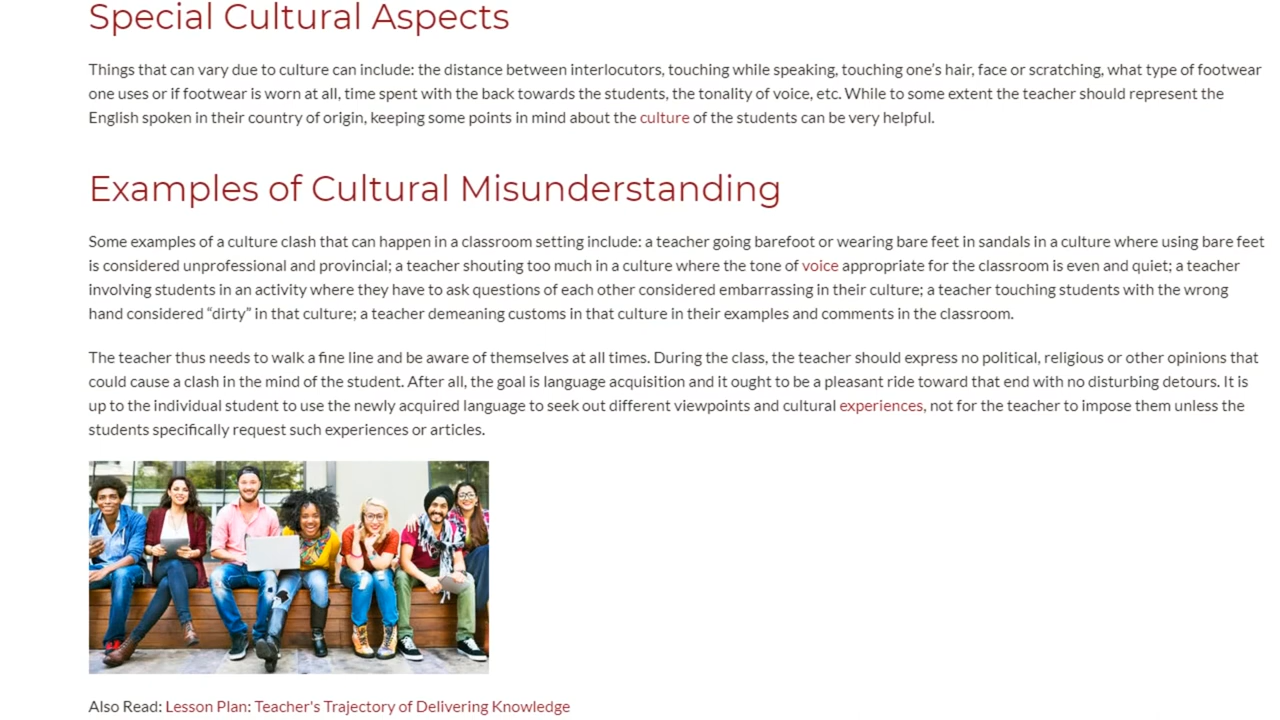 Special Cultural Aspects
Things that can vary due to culture can include: the distance between interlocutors, touching while speaking, touching one’s hair, face or scratching, what type of footwear
one uses or if footwear is worn at all, time spent with the back towards the students, the tonality of voice, etc. While to some extent the teacher should represent the
English spoken in their country of origin, keeping some points in mind about the culture of the students can be very helpful.
Examples of Cultural Misunderstanding
Some examples of a culture clash that can happen in a classroom setting include: a teacher going barefoot or wearing bare feet in sandals in a culture where using bare feet
is considered unprofessional and provincial; a teacher shouting too much in a culture where the tone of voice appropriate for the classroom is even and quiet; a teacher
involving students in an activity where they have to ask questions of each other considered embarrassing in their culture; a teacher touching students with the wrong
hand considered “dirty” in that culture; a teacher demeaning customs in that culture in their examples and comments in the classroom.
The teacher thus needs to walk a fine line and be aware of themselves at all times. During the class, the teacher should express no political, religious or other opinions that
could cause a clash in the mind of the student. After all, the goal is language acquisition and it ought to be a pleasant ride toward that end with no disturbing detours. It is
up to the individual student to use the newly acquired language to seek out different viewpoints and cultural experiences, not for the teacher to impose them unless the
students specifically request such experiences or articles.
Also Read: Lesson Plan: Teacher's Trajectory of Delivering Knowledge